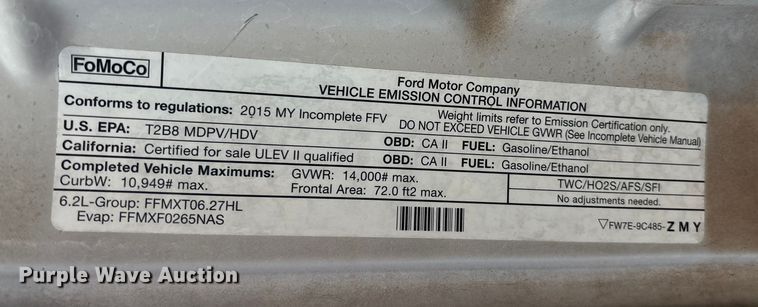 FoMoCo
Ford Motor Company
VEHICLE EMISSION CONTROL INFORMATION
Conforms to regulations: 2015 MY Incomplete FFV
Weight limits refer to Emission Certification only.
DO NOT EXCEED VEHICLE GVWR (See Incomplete Vehicle Manual)
U.S. EPA: T2B8 MDPV/HDV OBD: CA II FUEL: Gasoline/Ethanol
California: Certified for sale ULEV II qualified OBD: CA II FUEL: Gasoline/Ethanol
Completed Vehicle Maximums: GVWR: 14,000# max.
CurbW: 10,949# max. Frontal Area: 72.0 ft2 max.
TWC/HO2S/AFS/SFI
No adjustments needed.
6.2L-Group: FFMXT06.27HL
Evap: FFMXF0265NAS
▽FW7E-9C485-ZMY
Purple Wave Auction